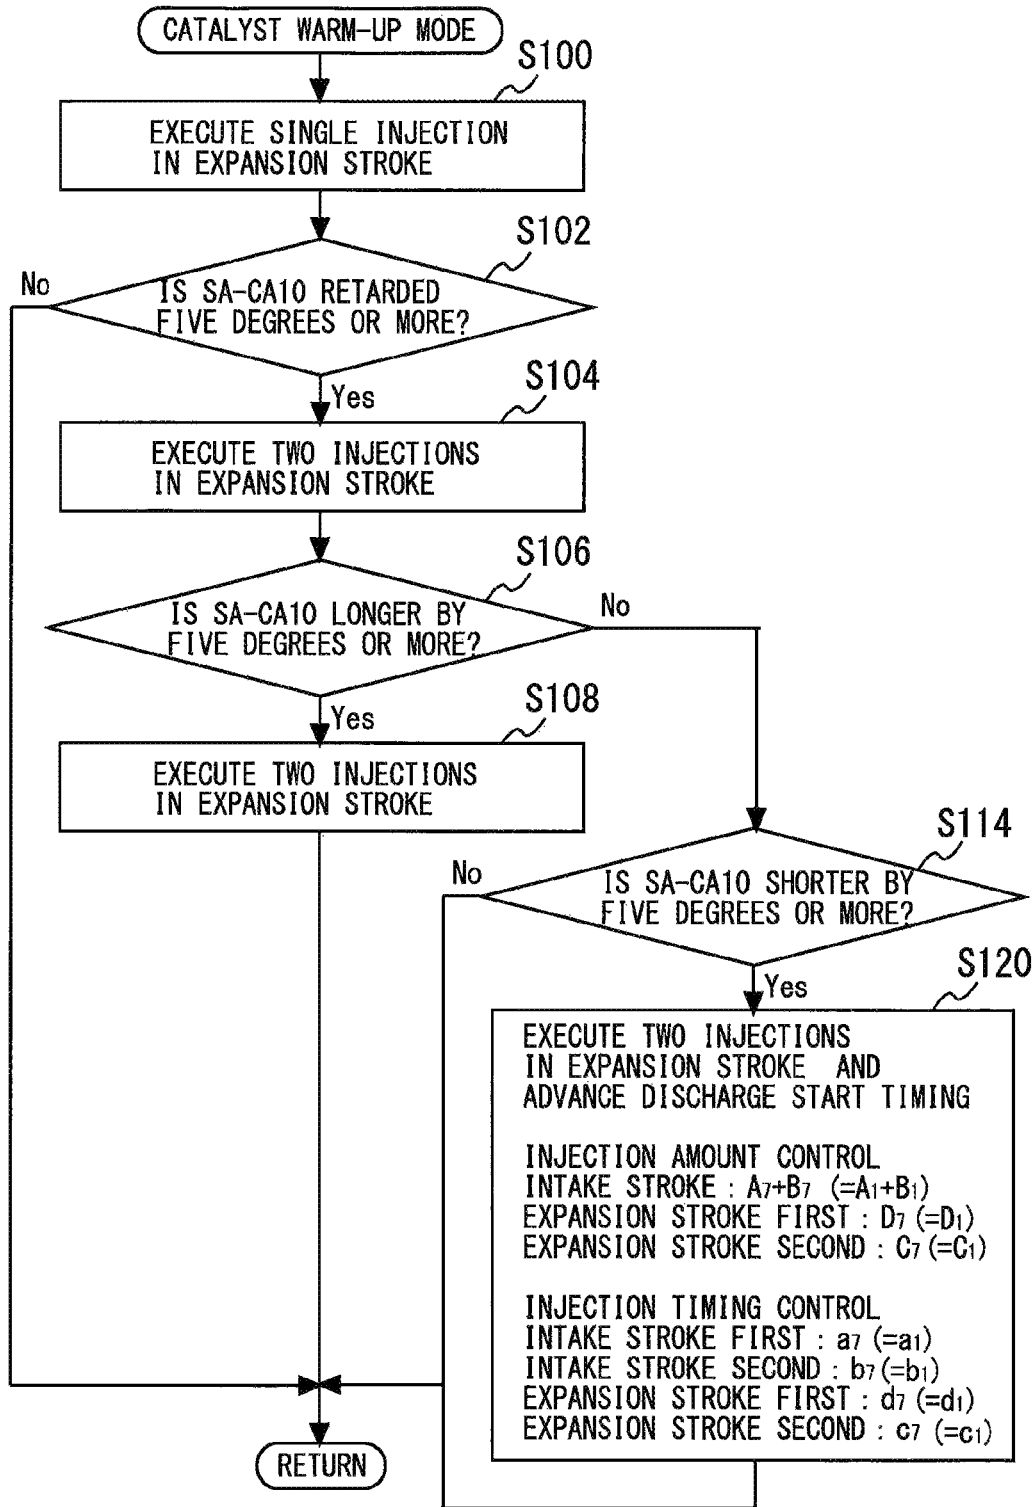 CATALYST WARM-UP MODE
S100
EXECUTE SINGLE INJECTION
IN EXPANSION STROKE
S102
No
IS SA-CA10 RETARDED
FIVE DEGREES OR MORE?
Yes
S104
EXECUTE TWO INJECTIONS
IN EXPANSION STROKE
S106
IS SA-CA10 LONGER BY
FIVE DEGREES OR MORE?
No
Yes
S108
EXECUTE TWO INJECTIONS
IN EXPANSION STROKE
S114
No
IS SA-CA10 SHORTER BY
FIVE DEGREES OR MORE?
Yes
S120
EXECUTE TWO INJECTIONS
IN EXPANSION STROKE AND
ADVANCE DISCHARGE START TIMING
INJECTION AMOUNT CONTROL
INTAKE STROKE : A7+B7 (=A1+B1)
EXPANSION STROKE FIRST : D7 (=D1)
EXPANSION STROKE SECOND : C7 (=C1)
INJECTION TIMING CONTROL
INTAKE STROKE FIRST : a7 (=a1)
INTAKE STROKE SECOND : b7 (=b1)
EXPANSION STROKE FIRST : d7 (=d1)
EXPANSION STROKE SECOND : c7 (=c1)
RETURN